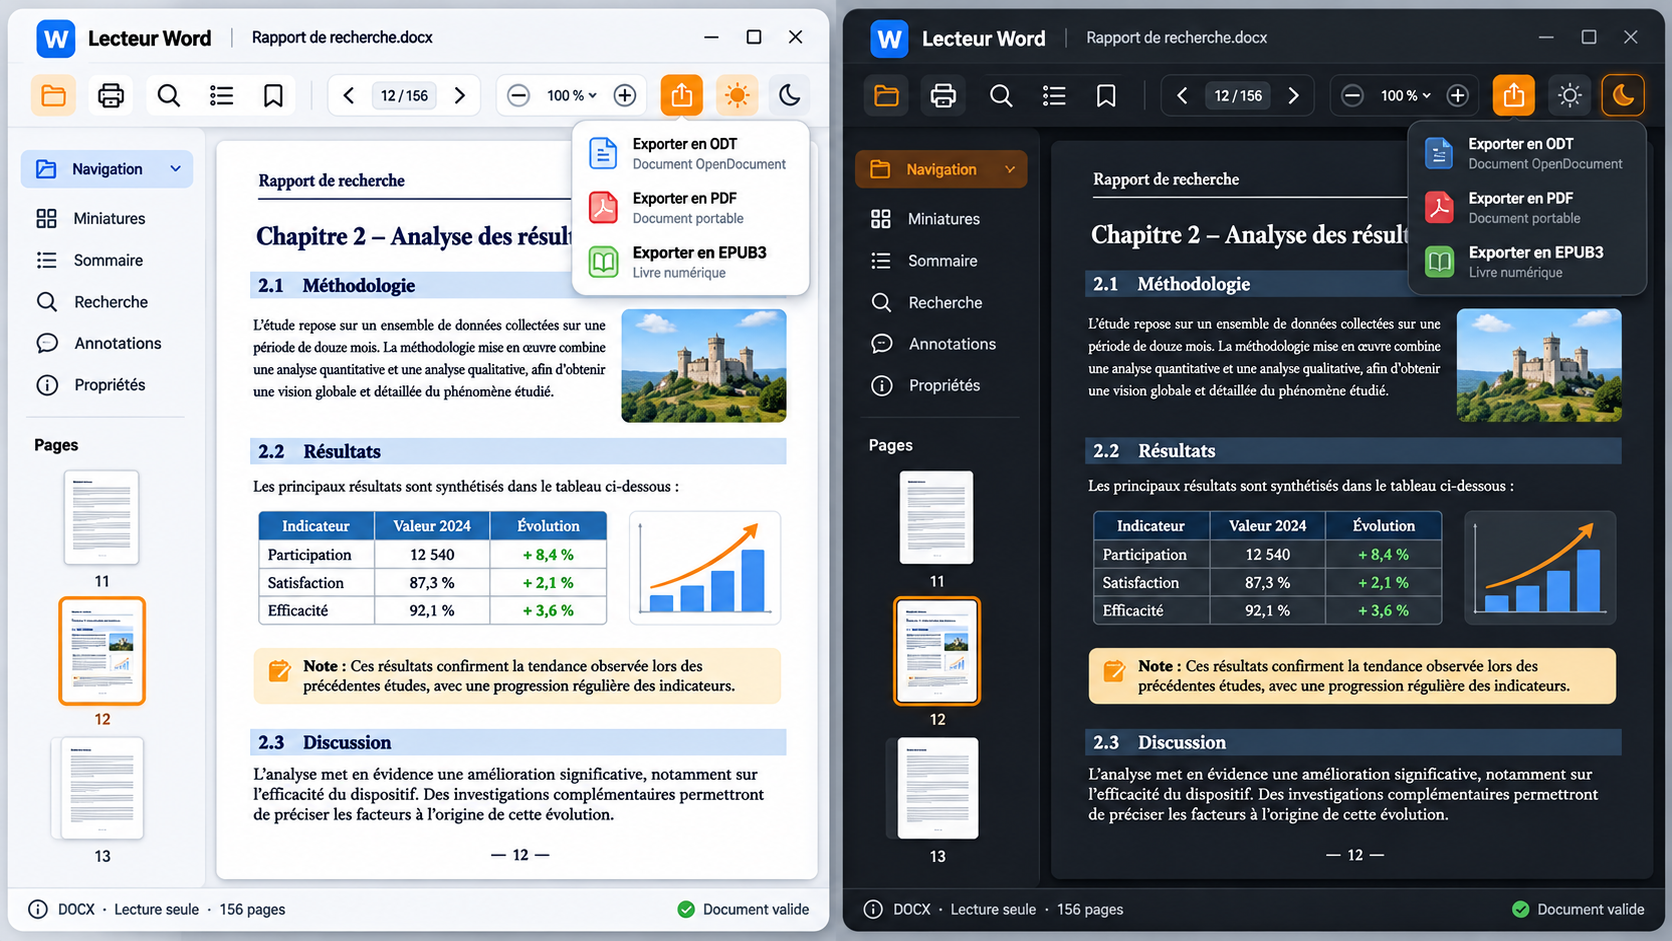 W Lecteur Word | Rapport de recherche.docx
12 / 156
100 %
Exporter en ODT
Document OpenDocument
Exporter en PDF
Document portable
Exporter en EPUB3
Livre numérique
Navigation
Miniatures
Sommaire
Recherche
Annotations
Propriétés
Pages
11
12
13
Rapport de recherche
Chapitre 2 – Analyse des résult
2.1 Méthodologie
L’étude repose sur un ensemble de données collectées sur une
période de douze mois. La méthodologie mise en œuvre combine
une analyse quantitative et une analyse qualitative, afin d’obtenir
une vision globale et détaillée du phénomène étudié.
2.2 Résultats
Les principaux résultats sont synthétisés dans le tableau ci-dessous :
Indicateur Valeur 2024 Évolution
Participation 12 540 + 8,4 %
Satisfaction 87,3 % + 2,1 %
Efficacité 92,1 % + 3,6 %
Note : Ces résultats confirment la tendance observée lors des
précédentes études, avec une progression régulière des indicateurs.
2.3 Discussion
L’analyse met en évidence une amélioration significative, notamment sur
l’efficacité du dispositif. Des investigations complémentaires permettront
de préciser les facteurs à l’origine de cette évolution.
— 12 —
DOCX · Lecture seule · 156 pages
Document valide
W Lecteur Word | Rapport de recherche.docx
12 / 156
100 %
Exporter en ODT
Document OpenDocument
Exporter en PDF
Document portable
Exporter en EPUB3
Livre numérique
Navigation
Miniatures
Sommaire
Recherche
Annotations
Propriétés
Pages
11
12
13
Rapport de recherche
Chapitre 2 – Analyse des résult
2.1 Méthodologie
L’étude repose sur un ensemble de données collectées sur une
période de douze mois. La méthodologie mise en œuvre combine
une analyse quantitative et une analyse qualitative, afin d’obtenir
une vision globale et détaillée du phénomène étudié.
2.2 Résultats
Les principaux résultats sont synthétisés dans le tableau ci-dessous :
Indicateur Valeur 2024 Évolution
Participation 12 540 + 8,4 %
Satisfaction 87,3 % + 2,1 %
Efficacité 92,1 % + 3,6 %
Note : Ces résultats confirment la tendance observée lors des
précédentes études, avec une progression régulière des indicateurs.
2.3 Discussion
L’analyse met en évidence une amélioration significative, notamment sur
l’efficacité du dispositif. Des investigations complémentaires permettront
de préciser les facteurs à l’origine de cette évolution.
— 12 —
DOCX · Lecture seule · 156 pages
Document valide